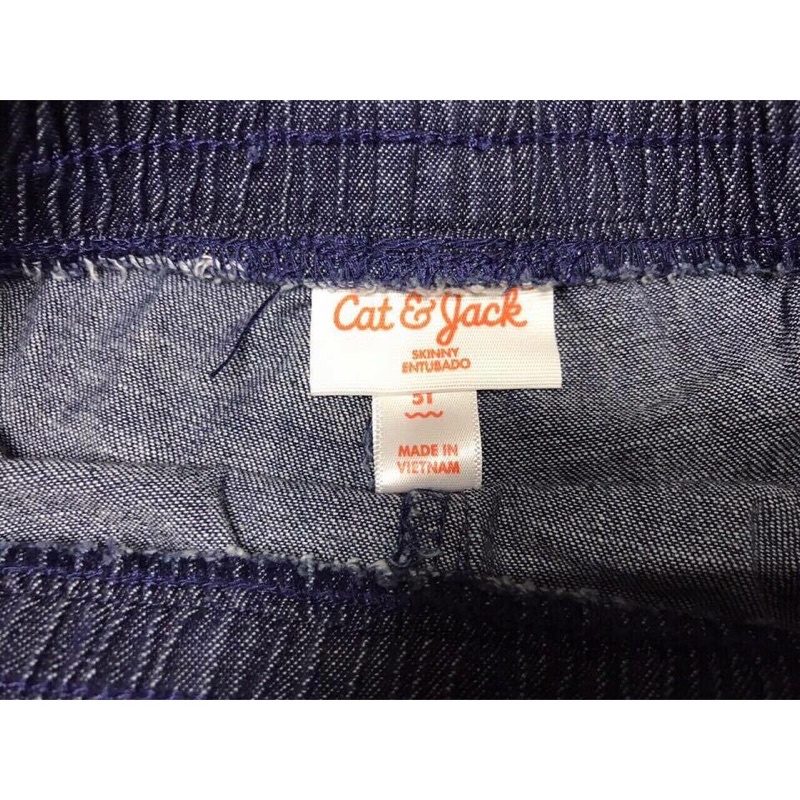 Cat & Jack
SKINNY
ENTUBADO
5T
MADE IN
VIETNAM